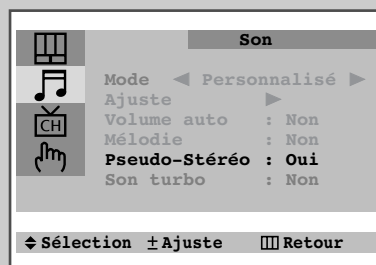 Son
Mode ◀ Personnalisé ▶
Ajuste ▶
CH
Volume auto : Non
Mélodie : Non
Pseudo-Stéréo : Oui
Son turbo : Non
Sélection ± Ajuste Retour